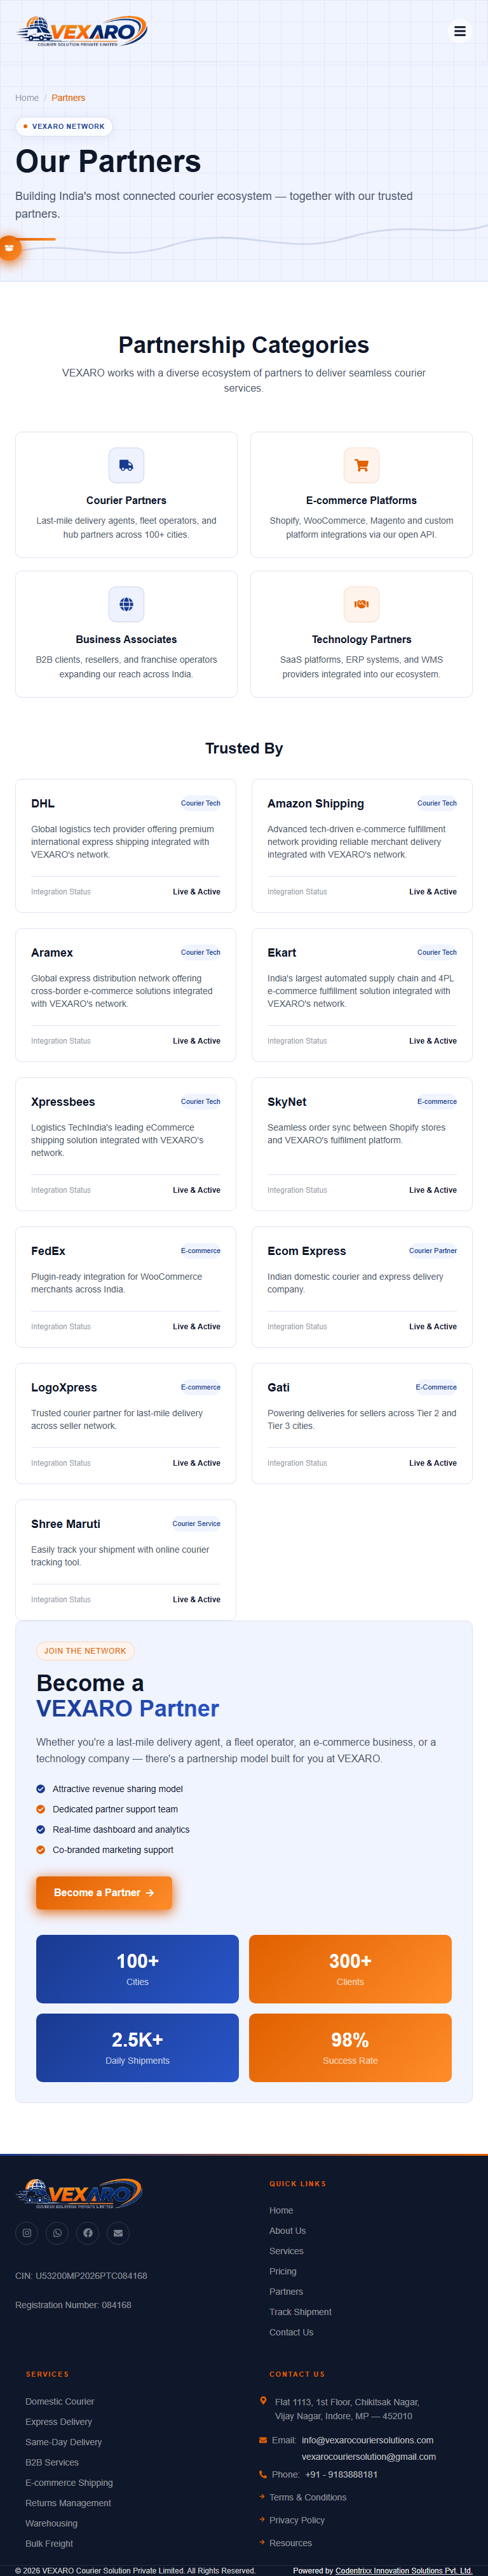 VEXARO
COURIER SOLUTION PRIVATE LIMITED
Home / Partners
VEXARO NETWORK
Our Partners
Building India's most connected courier ecosystem — together with our trusted
partners.
Partnership Categories
VEXARO works with a diverse ecosystem of partners to deliver seamless courier
services.
Courier Partners
Last-mile delivery agents, fleet operators, and
hub partners across 100+ cities.
E-commerce Platforms
Shopify, WooCommerce, Magento and custom
platform integrations via our open API.
Business Associates
B2B clients, resellers, and franchise operators
expanding our reach across India.
Technology Partners
SaaS platforms, ERP systems, and WMS
providers integrated into our ecosystem.
Trusted By
DHL
Courier Tech
Global logistics tech provider offering premium
international express shipping integrated with
VEXARO's network.
Integration Status
Live & Active
Amazon Shipping
Courier Tech
Advanced tech-driven e-commerce fulfillment
network providing reliable merchant delivery
integrated with VEXARO's network.
Integration Status
Live & Active
Aramex
Courier Tech
Global express distribution network offering
cross-border e-commerce solutions integrated
with VEXARO's network.
Integration Status
Live & Active
Ekart
Courier Tech
India's largest automated supply chain and 4PL
e-commerce fulfillment solution integrated with
VEXARO's network.
Integration Status
Live & Active
Xpressbees
Courier Tech
Logistics TechIndia's leading eCommerce
shipping solution integrated with VEXARO's
network.
Integration Status
Live & Active
SkyNet
E-commerce
Seamless order sync between Shopify stores
and VEXARO's fulfilment platform.
Integration Status
Live & Active
FedEx
E-commerce
Plugin-ready integration for WooCommerce
merchants across India.
Integration Status
Live & Active
Ecom Express
Courier Partner
Indian domestic courier and express delivery
company.
Integration Status
Live & Active
LogoXpress
E-commerce
Trusted courier partner for last-mile delivery
across seller network.
Integration Status
Live & Active
Gati
E-Commerce
Powering deliveries for sellers across Tier 2 and
Tier 3 cities.
Integration Status
Live & Active
Shree Maruti
Courier Service
Easily track your shipment with online courier
tracking tool.
Integration Status
Live & Active
JOIN THE NETWORK
Become a
VEXARO Partner
Whether you're a last-mile delivery agent, a fleet operator, an e-commerce business, or a
technology company — there's a partnership model built for you at VEXARO.
Attractive revenue sharing model
Dedicated partner support team
Real-time dashboard and analytics
Co-branded marketing support
Become a Partner
100+
Cities
300+
Clients
2.5K+
Daily Shipments
98%
Success Rate
VEXARO
COURIER SOLUTION PRIVATE LIMITED
CIN: U53200MP2026PTC084168
Registration Number: 084168
QUICK LINKS
Home
About Us
Services
Pricing
Partners
Track Shipment
Contact Us
SERVICES
Domestic Courier
Express Delivery
Same-Day Delivery
B2B Services
E-commerce Shipping
Returns Management
Warehousing
Bulk Freight
CONTACT US
Flat 1113, 1st Floor, Chikitsak Nagar,
Vijay Nagar, Indore, MP — 452010
Email: info@vexarocouriersolutions.com
vexarocouriersolution@gmail.com
Phone: +91 - 9183888181
Terms & Conditions
Privacy Policy
Resources
© 2026 VEXARO Courier Solution Private Limited. All Rights Reserved.
Powered by Codentrixx Innovation Solutions Pvt. Ltd.